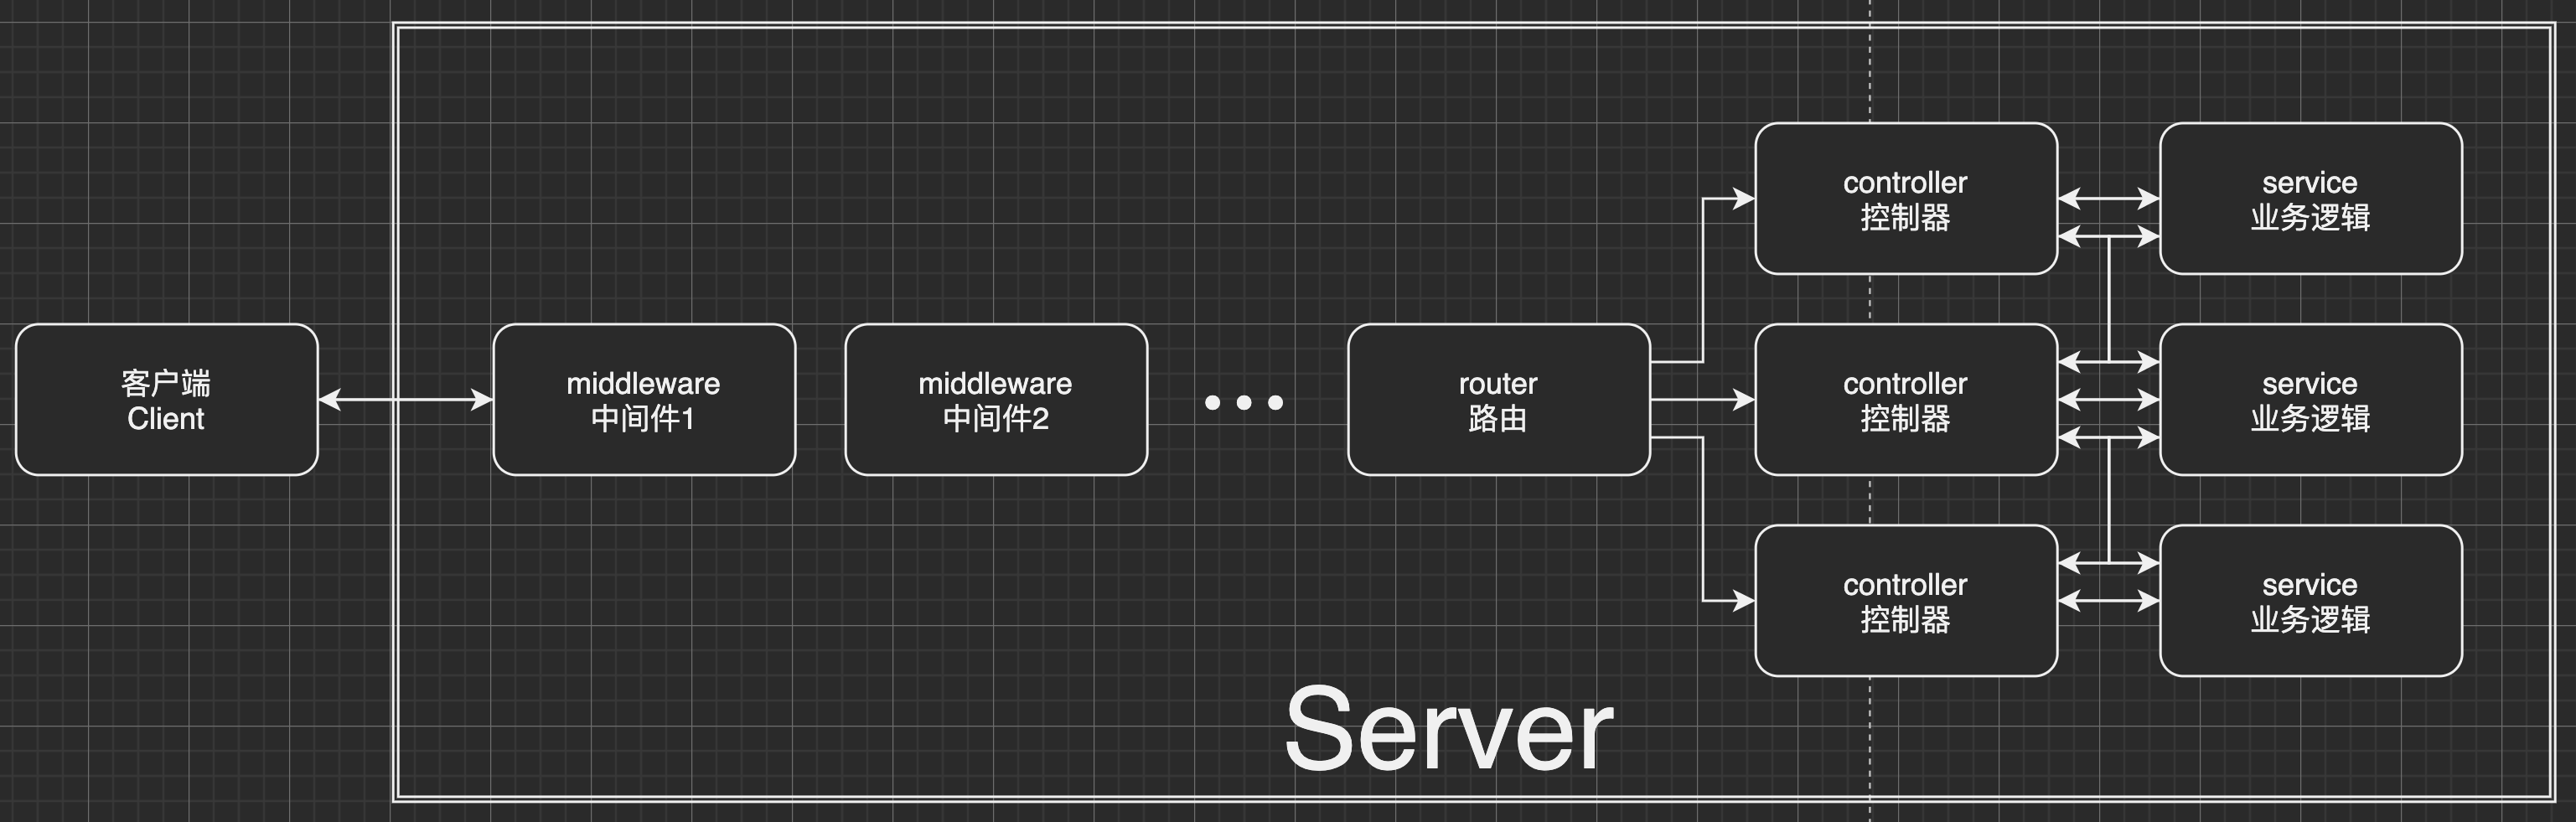 客户端
Client
middleware
中间件1
middleware
中间件2
router
路由
controller
控制器
service
业务逻辑
controller
控制器
service
业务逻辑
controller
控制器
service
业务逻辑
Server